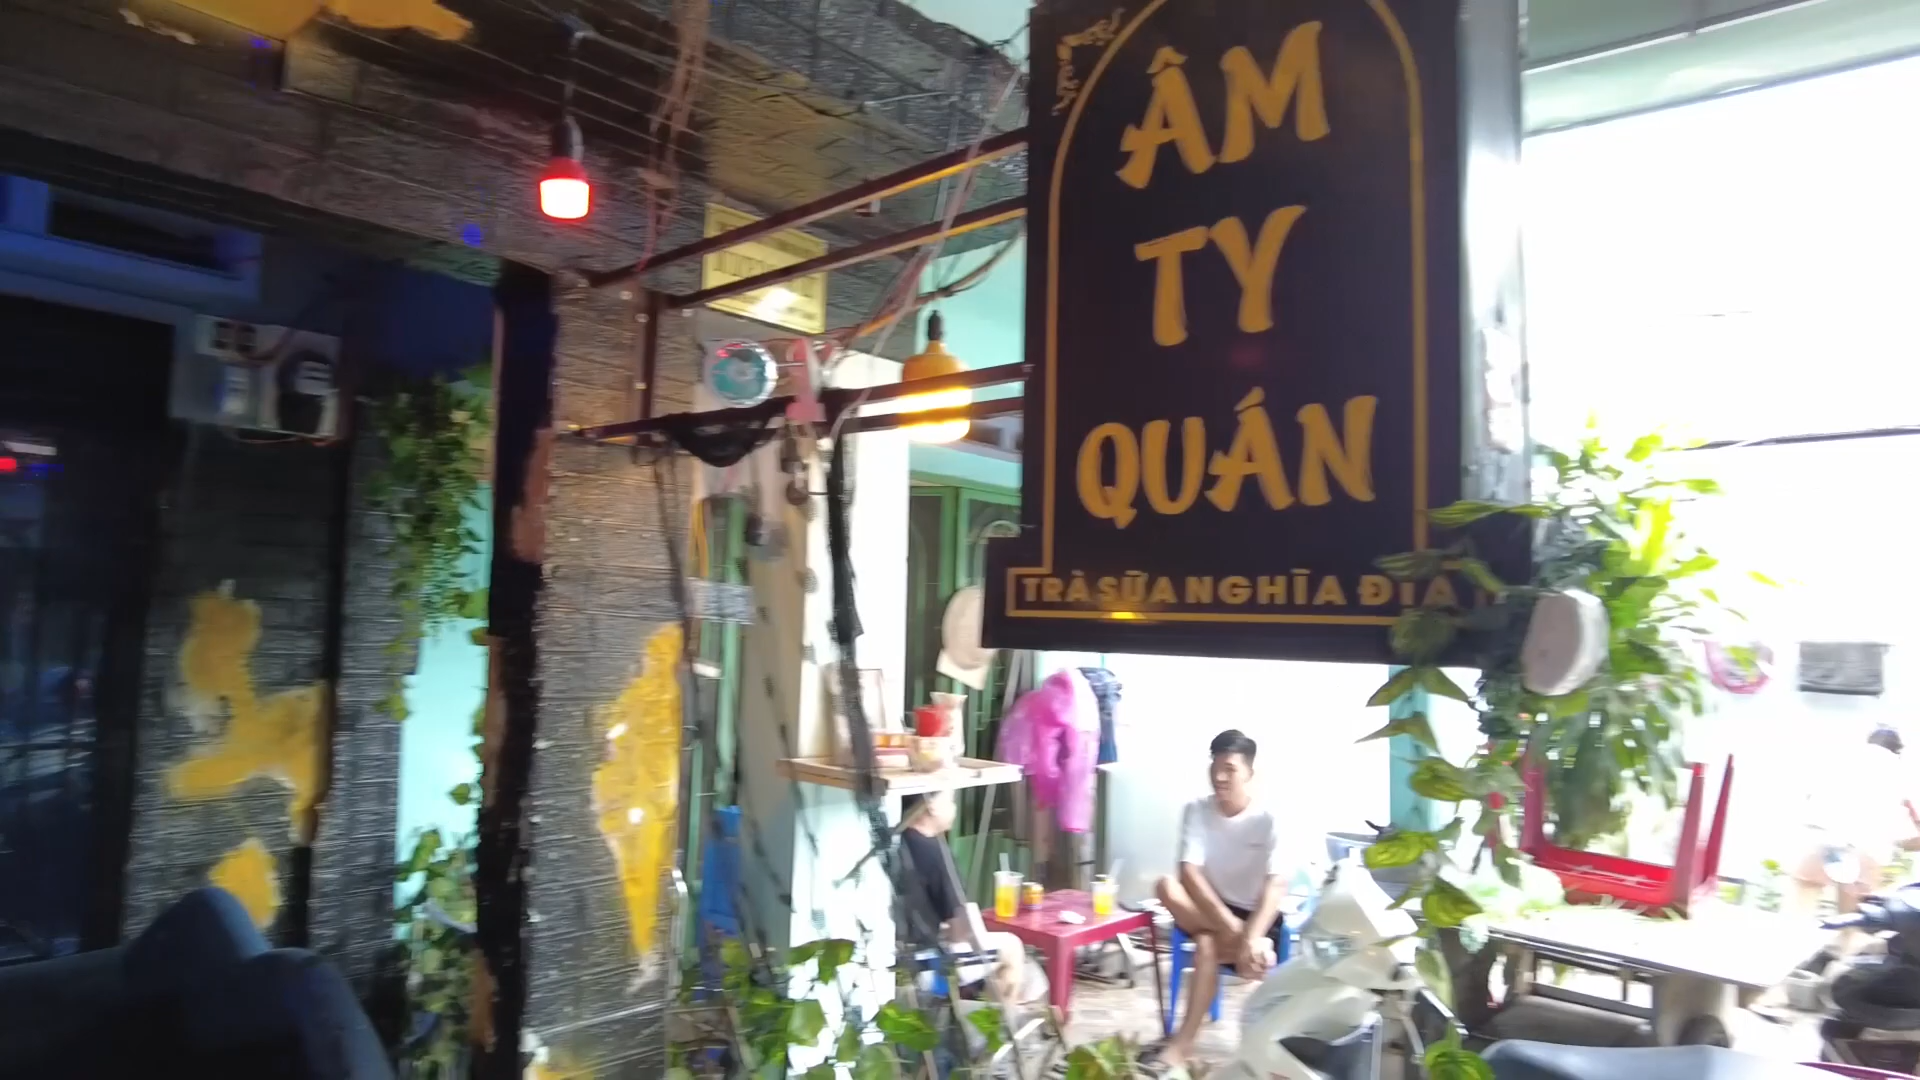 ÂM
TY
QUÁN
TRÀ SỮA NGHĨA ĐỊA